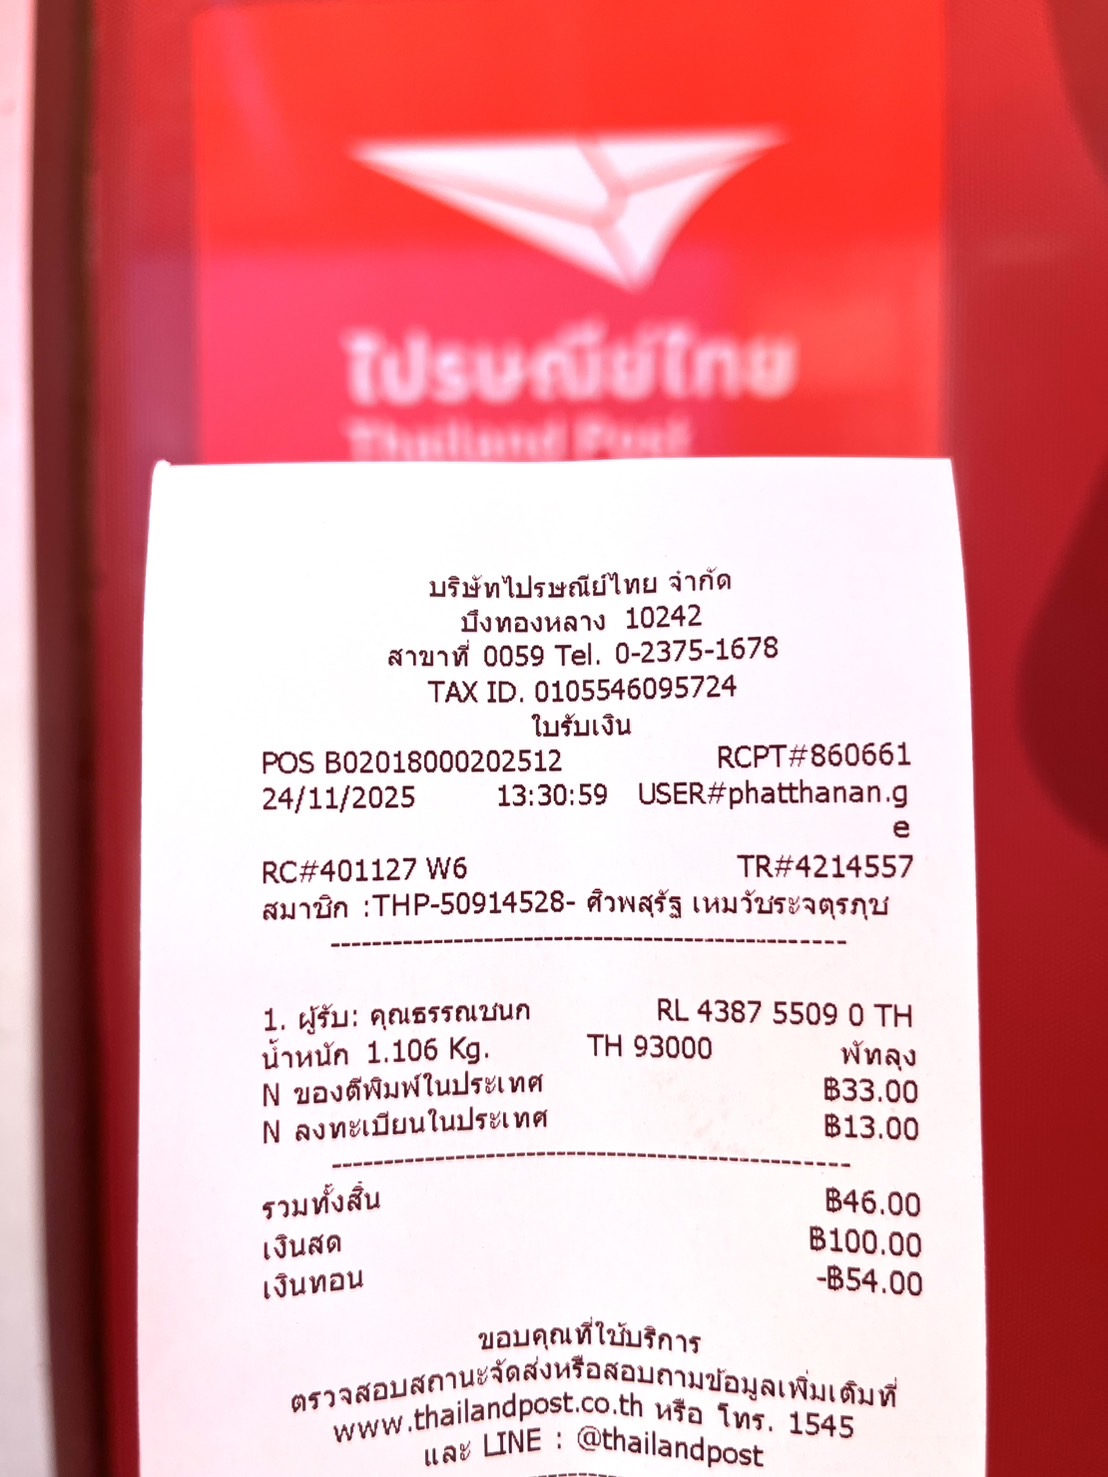 ไปรษณีย์ไทย
Thailand Post
บริษัทไปรษณีย์ไทย จำกัด
บึงทองหลาง 10242
สาขาที่ 0059 Tel. 0-2375-1678
TAX ID. 0105546095724
ใบรับเงิน
POS B02018000202512 RCPT#860661
24/11/2025 13:30:59 USER#phatthanan.g
e
RC#401127 W6 TR#4214557
สมาชิก :THP-50914528- ศิวพสุรัฐ เหมวัชระจตุรภุช
1. ผู้รับ: คุณธรรณชนก RL 4387 5509 0 TH
น้ำหนัก 1.106 Kg. TH 93000 พัทลุง
N ของตีพิมพ์ในประเทศ ฿33.00
N ลงทะเบียนในประเทศ ฿13.00
รวมทั้งสิ้น ฿46.00
เงินสด ฿100.00
เงินทอน -฿54.00
ขอบคุณที่ใช้บริการ
ตรวจสอบสถานะจัดส่งหรือสอบถามข้อมูลเพิ่มเติมที่
www.thailandpost.co.th หรือ โทร. 1545
และ LINE : @thailandpost